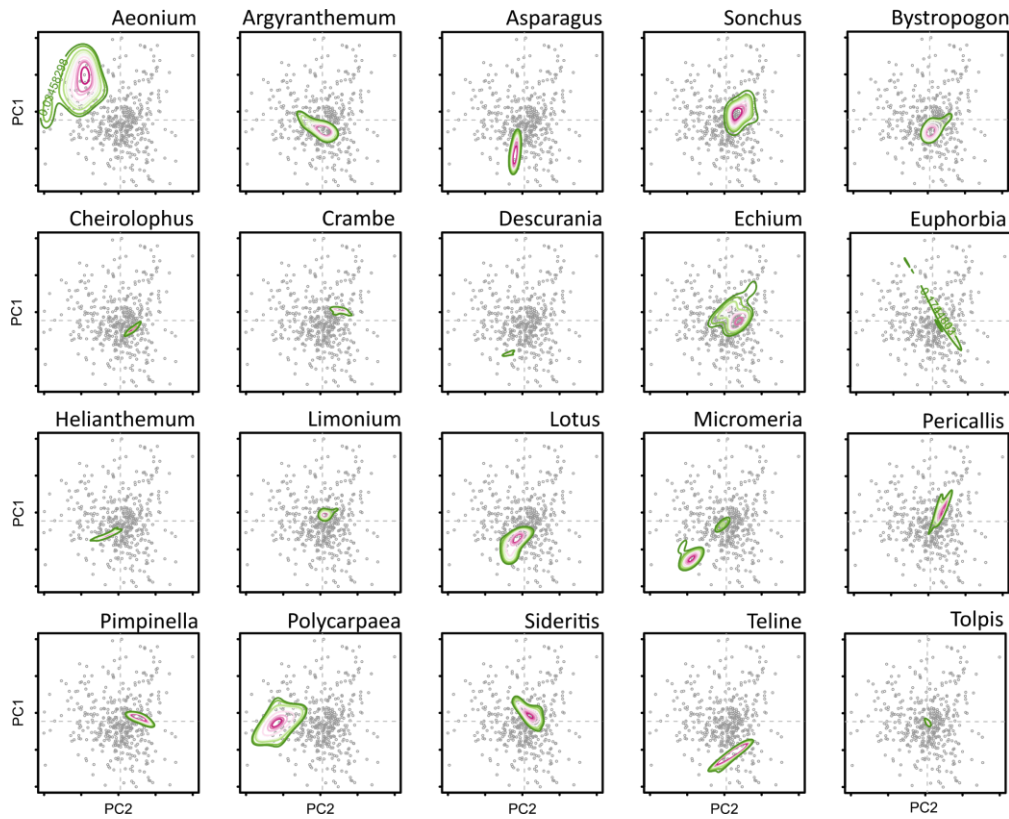 Aeonium Argyranthemum Asparagus Sonchus Bystropogon
PC1
Cheirolophus Crambe Descurania Echium Euphorbia
PC1
Helianthemum Limonium Lotus Micromeria Pericallis
PC1
Pimpinella Polycarpaea Sideritis Teline Tolpis
PC1
PC2 PC2 PC2 PC2 PC2